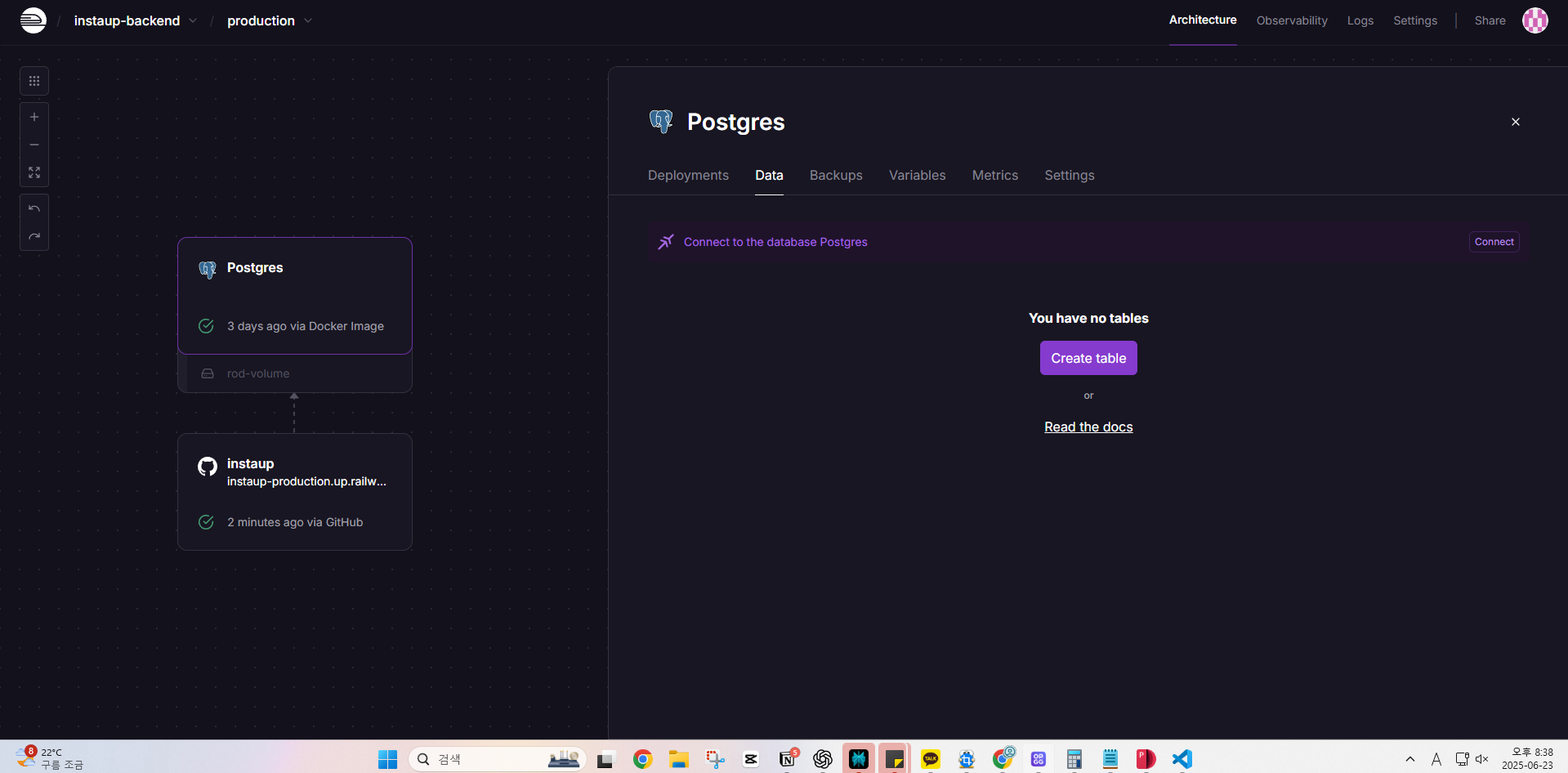 / instaup-backend / production
Architecture Observability Logs Settings | Share
Postgres
Deployments Data Backups Variables Metrics Settings
Connect to the database Postgres Connect
You have no tables
Create table
or
Read the docs
Postgres
3 days ago via Docker Image
rod-volume
instaup
instaup-production.up.railw...
2 minutes ago via GitHub
8
22°C
구름 조금
검색
5
TALK
A
오후 8:38
2025-06-23